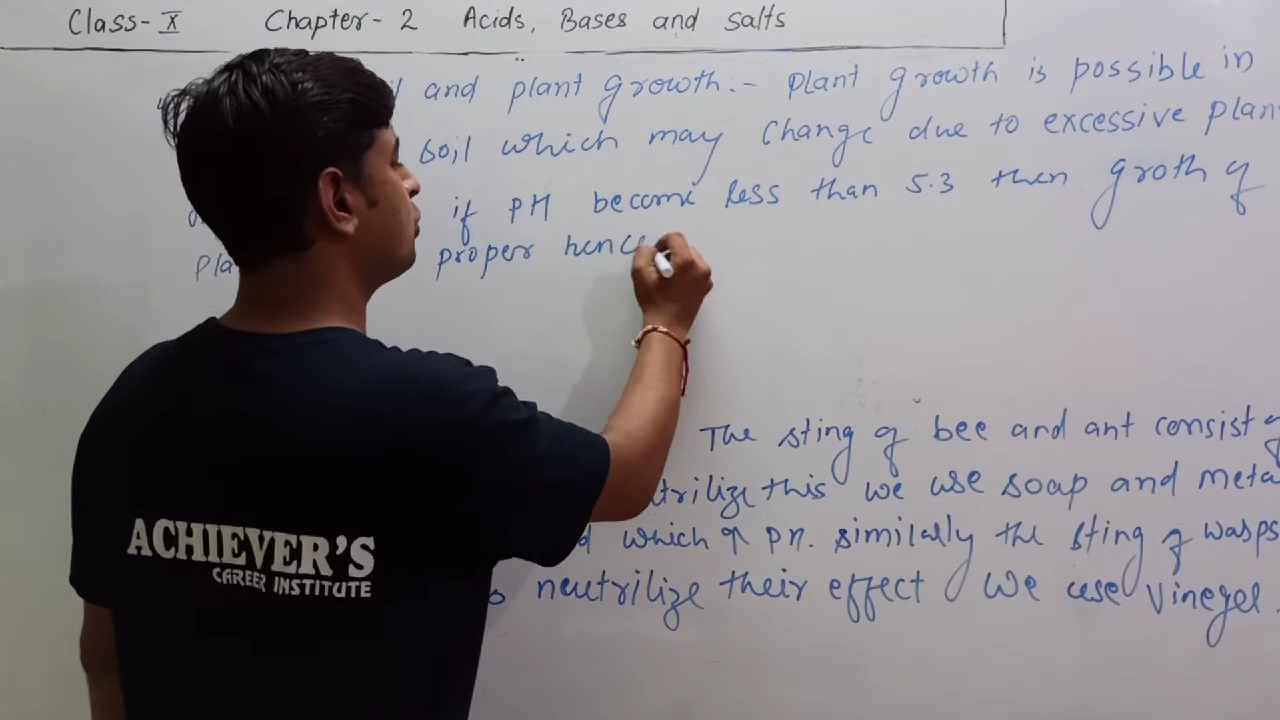 Class- X Chapter- 2 Acids, Bases and salts
and plant growth:- plant growth is possible in
soil which may change due to excessive plan
if PH become less than 5.3 then groth of
pla proper hence
The sting of bee and ant consist of
trilize this we use soap and meta
which of similarly the sting of wasps
neutrilize their effect we use vinegel.
ACHIEVER'S
CAREER INSTITUTE